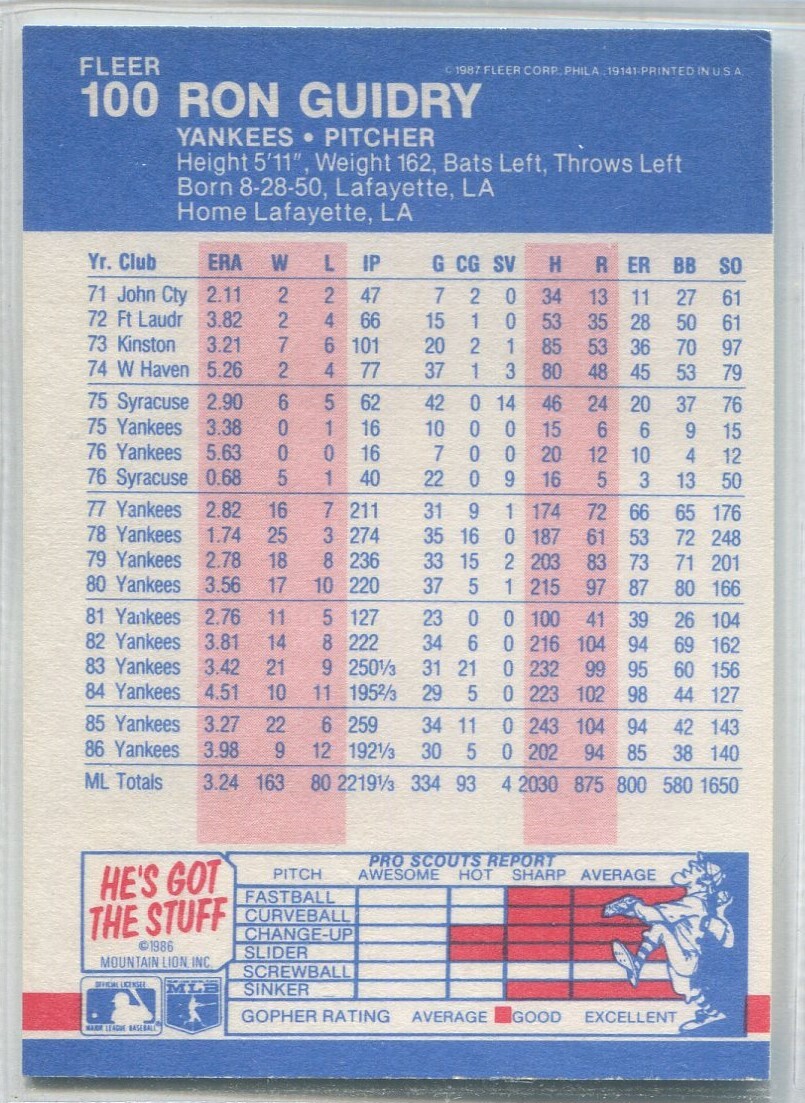 FLEER
© 1987 FLEER CORP. PHILA. 19141-PRINTED IN U.S.A.
100 RON GUIDRY
YANKEES • PITCHER
Height 5'11", Weight 162, Bats Left, Throws Left
Born 8-28-50, Lafayette, LA
Home Lafayette, LA
Yr. Club ERA W L IP G CG SV H R ER BB SO
71 John Cty 2.11 2 2 47 7 2 0 34 13 11 27 61
72 Ft Laudr 3.82 2 4 66 15 1 0 53 35 28 50 61
73 Kinston 3.21 7 6 101 20 2 1 85 53 36 70 97
74 W Haven 5.26 2 4 77 37 1 3 80 48 45 53 79
75 Syracuse 2.90 6 5 62 42 0 14 46 24 20 37 76
75 Yankees 3.38 0 1 16 10 0 0 15 6 6 9 15
76 Yankees 5.63 0 0 16 7 0 0 20 12 10 4 12
76 Syracuse 0.68 5 1 40 22 0 9 16 5 3 13 50
77 Yankees 2.82 16 7 211 31 9 1 174 72 66 65 176
78 Yankees 1.74 25 3 274 35 16 0 187 61 53 72 248
79 Yankees 2.78 18 8 236 33 15 2 203 83 73 71 201
80 Yankees 3.56 17 10 220 37 5 1 215 97 87 80 166
81 Yankees 2.76 11 5 127 23 0 0 100 41 39 26 104
82 Yankees 3.81 14 8 222 34 6 0 216 104 94 69 162
83 Yankees 3.42 21 9 250⅓ 31 21 0 232 99 95 60 156
84 Yankees 4.51 10 11 195⅔ 29 5 0 223 102 98 44 127
85 Yankees 3.27 22 6 259 34 11 0 243 104 94 42 143
86 Yankees 3.98 9 12 192⅓ 30 5 0 202 94 85 38 140
ML Totals 3.24 163 80 2219⅓ 334 93 4 2030 875 800 580 1650
HE'S GOT
THE STUFF
©1986
MOUNTAIN LION, INC.
PRO SCOUTS REPORT
PITCH AWESOME HOT SHARP AVERAGE
FASTBALL
CURVEBALL
CHANGE-UP
SLIDER
SCREWBALL
SINKER
GOPHER RATING AVERAGE GOOD EXCELLENT
OFFICIAL LICENSEE
MAJOR LEAGUE BASEBALL
MLB